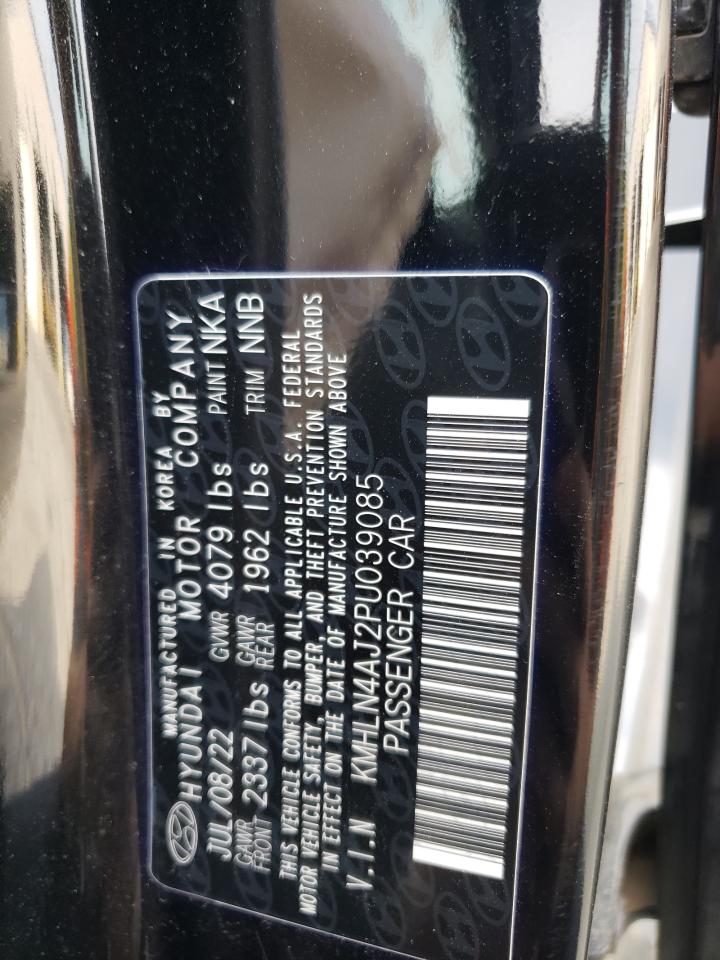 MANUFACTURED IN KOREA BY
HYUNDAI MOTOR COMPANY
JUL/08/22 GVWR 4079 lbs PAINT NKA
GAWR FRONT 2337 lbs GAWR REAR 1962 lbs TRIM NNB
THIS VEHICLE CONFORMS TO ALL APPLICABLE U.S.A. FEDERAL
MOTOR VEHICLE SAFETY, BUMPER, AND THEFT PREVENTION STANDARDS
IN EFFECT ON THE DATE OF MANUFACTURE SHOWN ABOVE
V.I.N KMHLN4AJ2PU039085
PASSENGER CAR